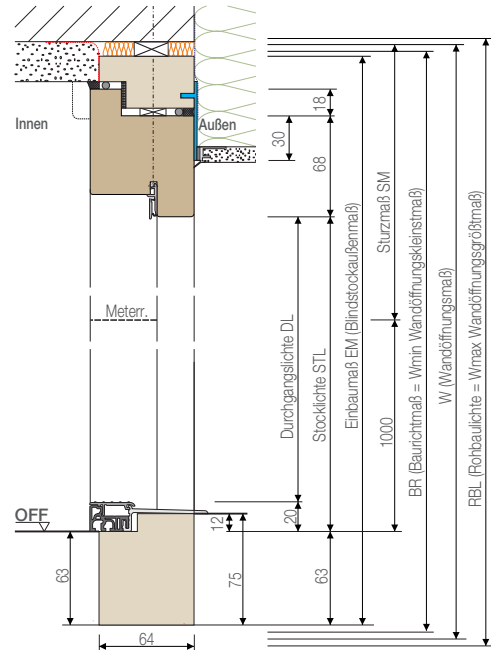 Innen
Außen
18
30
68
Sturzmaß SM
Meterr.
Durchgangslichte DL
Stocklichte STL
Einbaumaß EM (Blindstockaußenmaß)
1000
BR (Baurichtmaß = Wmin Wandöffnungskleinstmaß)
W (Wandöffnungsmaß)
RBL (Rohbaulichte = Wmax Wandöffnungsgrößtmaß)
OFF
12
20
63
75
63
64